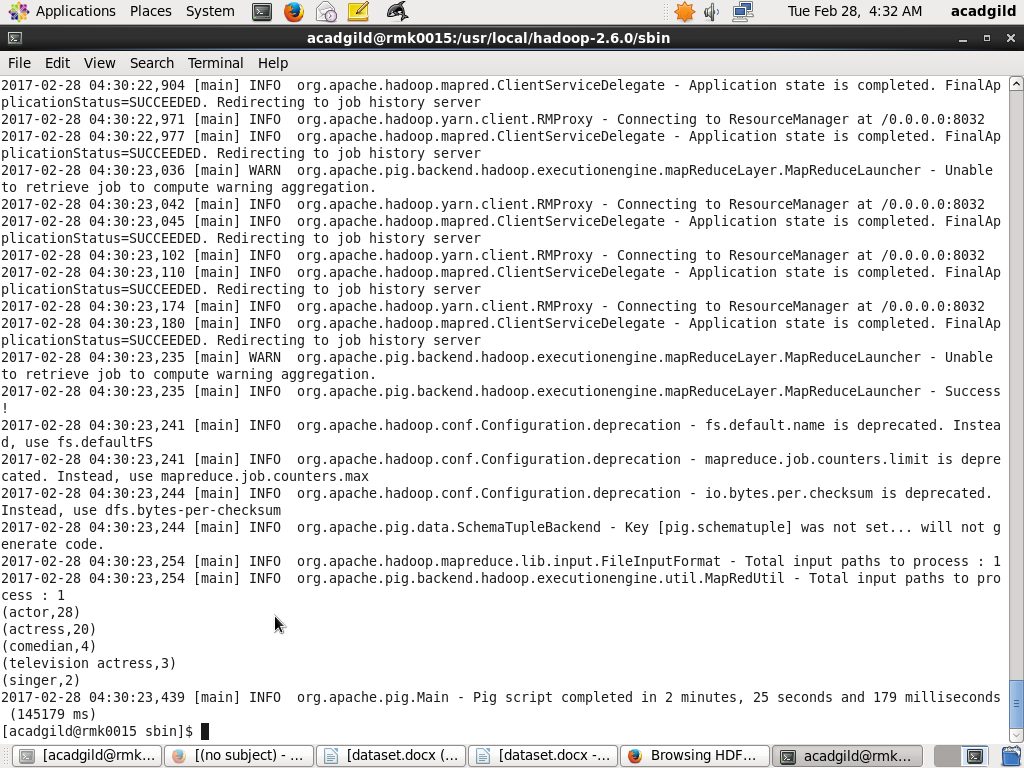 Applications Places System Tue Feb 28, 4:32 AM acadgild
acadgild@rmk0015:/usr/local/hadoop-2.6.0/sbin
File Edit View Search Terminal Help
2017-02-28 04:30:22,904 [main] INFO  org.apache.hadoop.mapred.ClientServiceDelegate - Application state is completed. FinalAp
plicationStatus=SUCCEEDED. Redirecting to job history server
2017-02-28 04:30:22,971 [main] INFO  org.apache.hadoop.yarn.client.RMProxy - Connecting to ResourceManager at /0.0.0.0:8032
2017-02-28 04:30:22,977 [main] INFO  org.apache.hadoop.mapred.ClientServiceDelegate - Application state is completed. FinalAp
plicationStatus=SUCCEEDED. Redirecting to job history server
2017-02-28 04:30:23,036 [main] WARN  org.apache.pig.backend.hadoop.executionengine.mapReduceLayer.MapReduceLauncher - Unable
to retrieve job to compute warning aggregation.
2017-02-28 04:30:23,042 [main] INFO  org.apache.hadoop.yarn.client.RMProxy - Connecting to ResourceManager at /0.0.0.0:8032
2017-02-28 04:30:23,045 [main] INFO  org.apache.hadoop.mapred.ClientServiceDelegate - Application state is completed. FinalAp
plicationStatus=SUCCEEDED. Redirecting to job history server
2017-02-28 04:30:23,102 [main] INFO  org.apache.hadoop.yarn.client.RMProxy - Connecting to ResourceManager at /0.0.0.0:8032
2017-02-28 04:30:23,110 [main] INFO  org.apache.hadoop.mapred.ClientServiceDelegate - Application state is completed. FinalAp
plicationStatus=SUCCEEDED. Redirecting to job history server
2017-02-28 04:30:23,174 [main] INFO  org.apache.hadoop.yarn.client.RMProxy - Connecting to ResourceManager at /0.0.0.0:8032
2017-02-28 04:30:23,180 [main] INFO  org.apache.hadoop.mapred.ClientServiceDelegate - Application state is completed. FinalAp
plicationStatus=SUCCEEDED. Redirecting to job history server
2017-02-28 04:30:23,235 [main] WARN  org.apache.pig.backend.hadoop.executionengine.mapReduceLayer.MapReduceLauncher - Unable
to retrieve job to compute warning aggregation.
2017-02-28 04:30:23,235 [main] INFO  org.apache.pig.backend.hadoop.executionengine.mapReduceLayer.MapReduceLauncher - Success
!
2017-02-28 04:30:23,241 [main] INFO  org.apache.hadoop.conf.Configuration.deprecation - fs.default.name is deprecated. Instea
d, use fs.defaultFS
2017-02-28 04:30:23,241 [main] INFO  org.apache.hadoop.conf.Configuration.deprecation - mapreduce.job.counters.limit is depre
cated. Instead, use mapreduce.job.counters.max
2017-02-28 04:30:23,244 [main] INFO  org.apache.hadoop.conf.Configuration.deprecation - io.bytes.per.checksum is deprecated.
Instead, use dfs.bytes-per-checksum
2017-02-28 04:30:23,244 [main] INFO  org.apache.pig.data.SchemaTupleBackend - Key [pig.schematuple] was not set... will not g
enerate code.
2017-02-28 04:30:23,254 [main] INFO  org.apache.hadoop.mapreduce.lib.input.FileInputFormat - Total input paths to process : 1
2017-02-28 04:30:23,254 [main] INFO  org.apache.pig.backend.hadoop.executionengine.util.MapRedUtil - Total input paths to pro
cess : 1
(actor,28)
(actress,20)
(comedian,4)
(television actress,3)
(singer,2)
2017-02-28 04:30:23,439 [main] INFO  org.apache.pig.Main - Pig script completed in 2 minutes, 25 seconds and 179 milliseconds
 (145179 ms)
[acadgild@rmk0015 sbin]$
[acadgild@rmk... [(no subject) - ... [dataset.docx (... [dataset.docx -... Browsing HDF... acadgild@rmk...